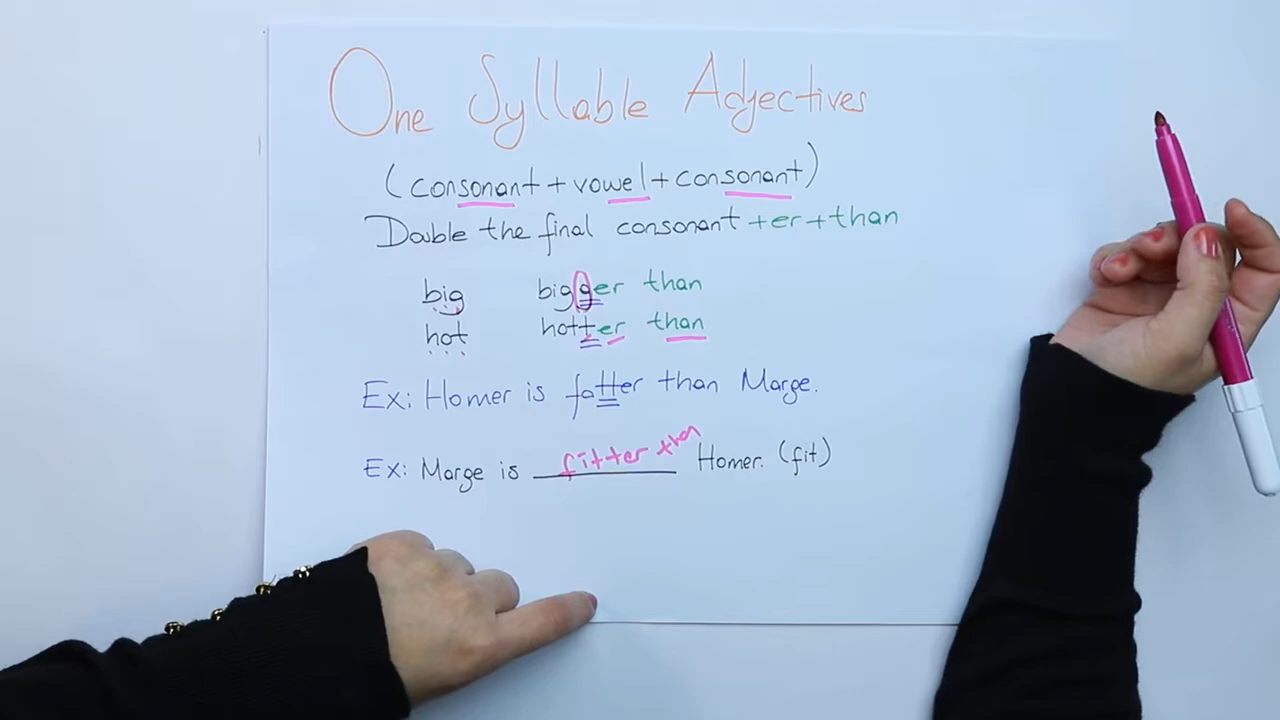 One Syllable Adjectives
(consonant + vowel + consonant)
Double the final consonant +er +than
big bigger than
hot hotter than
Ex: Homer is fatter than Marge.
Ex: Marge is fitter than Homer. (fit)